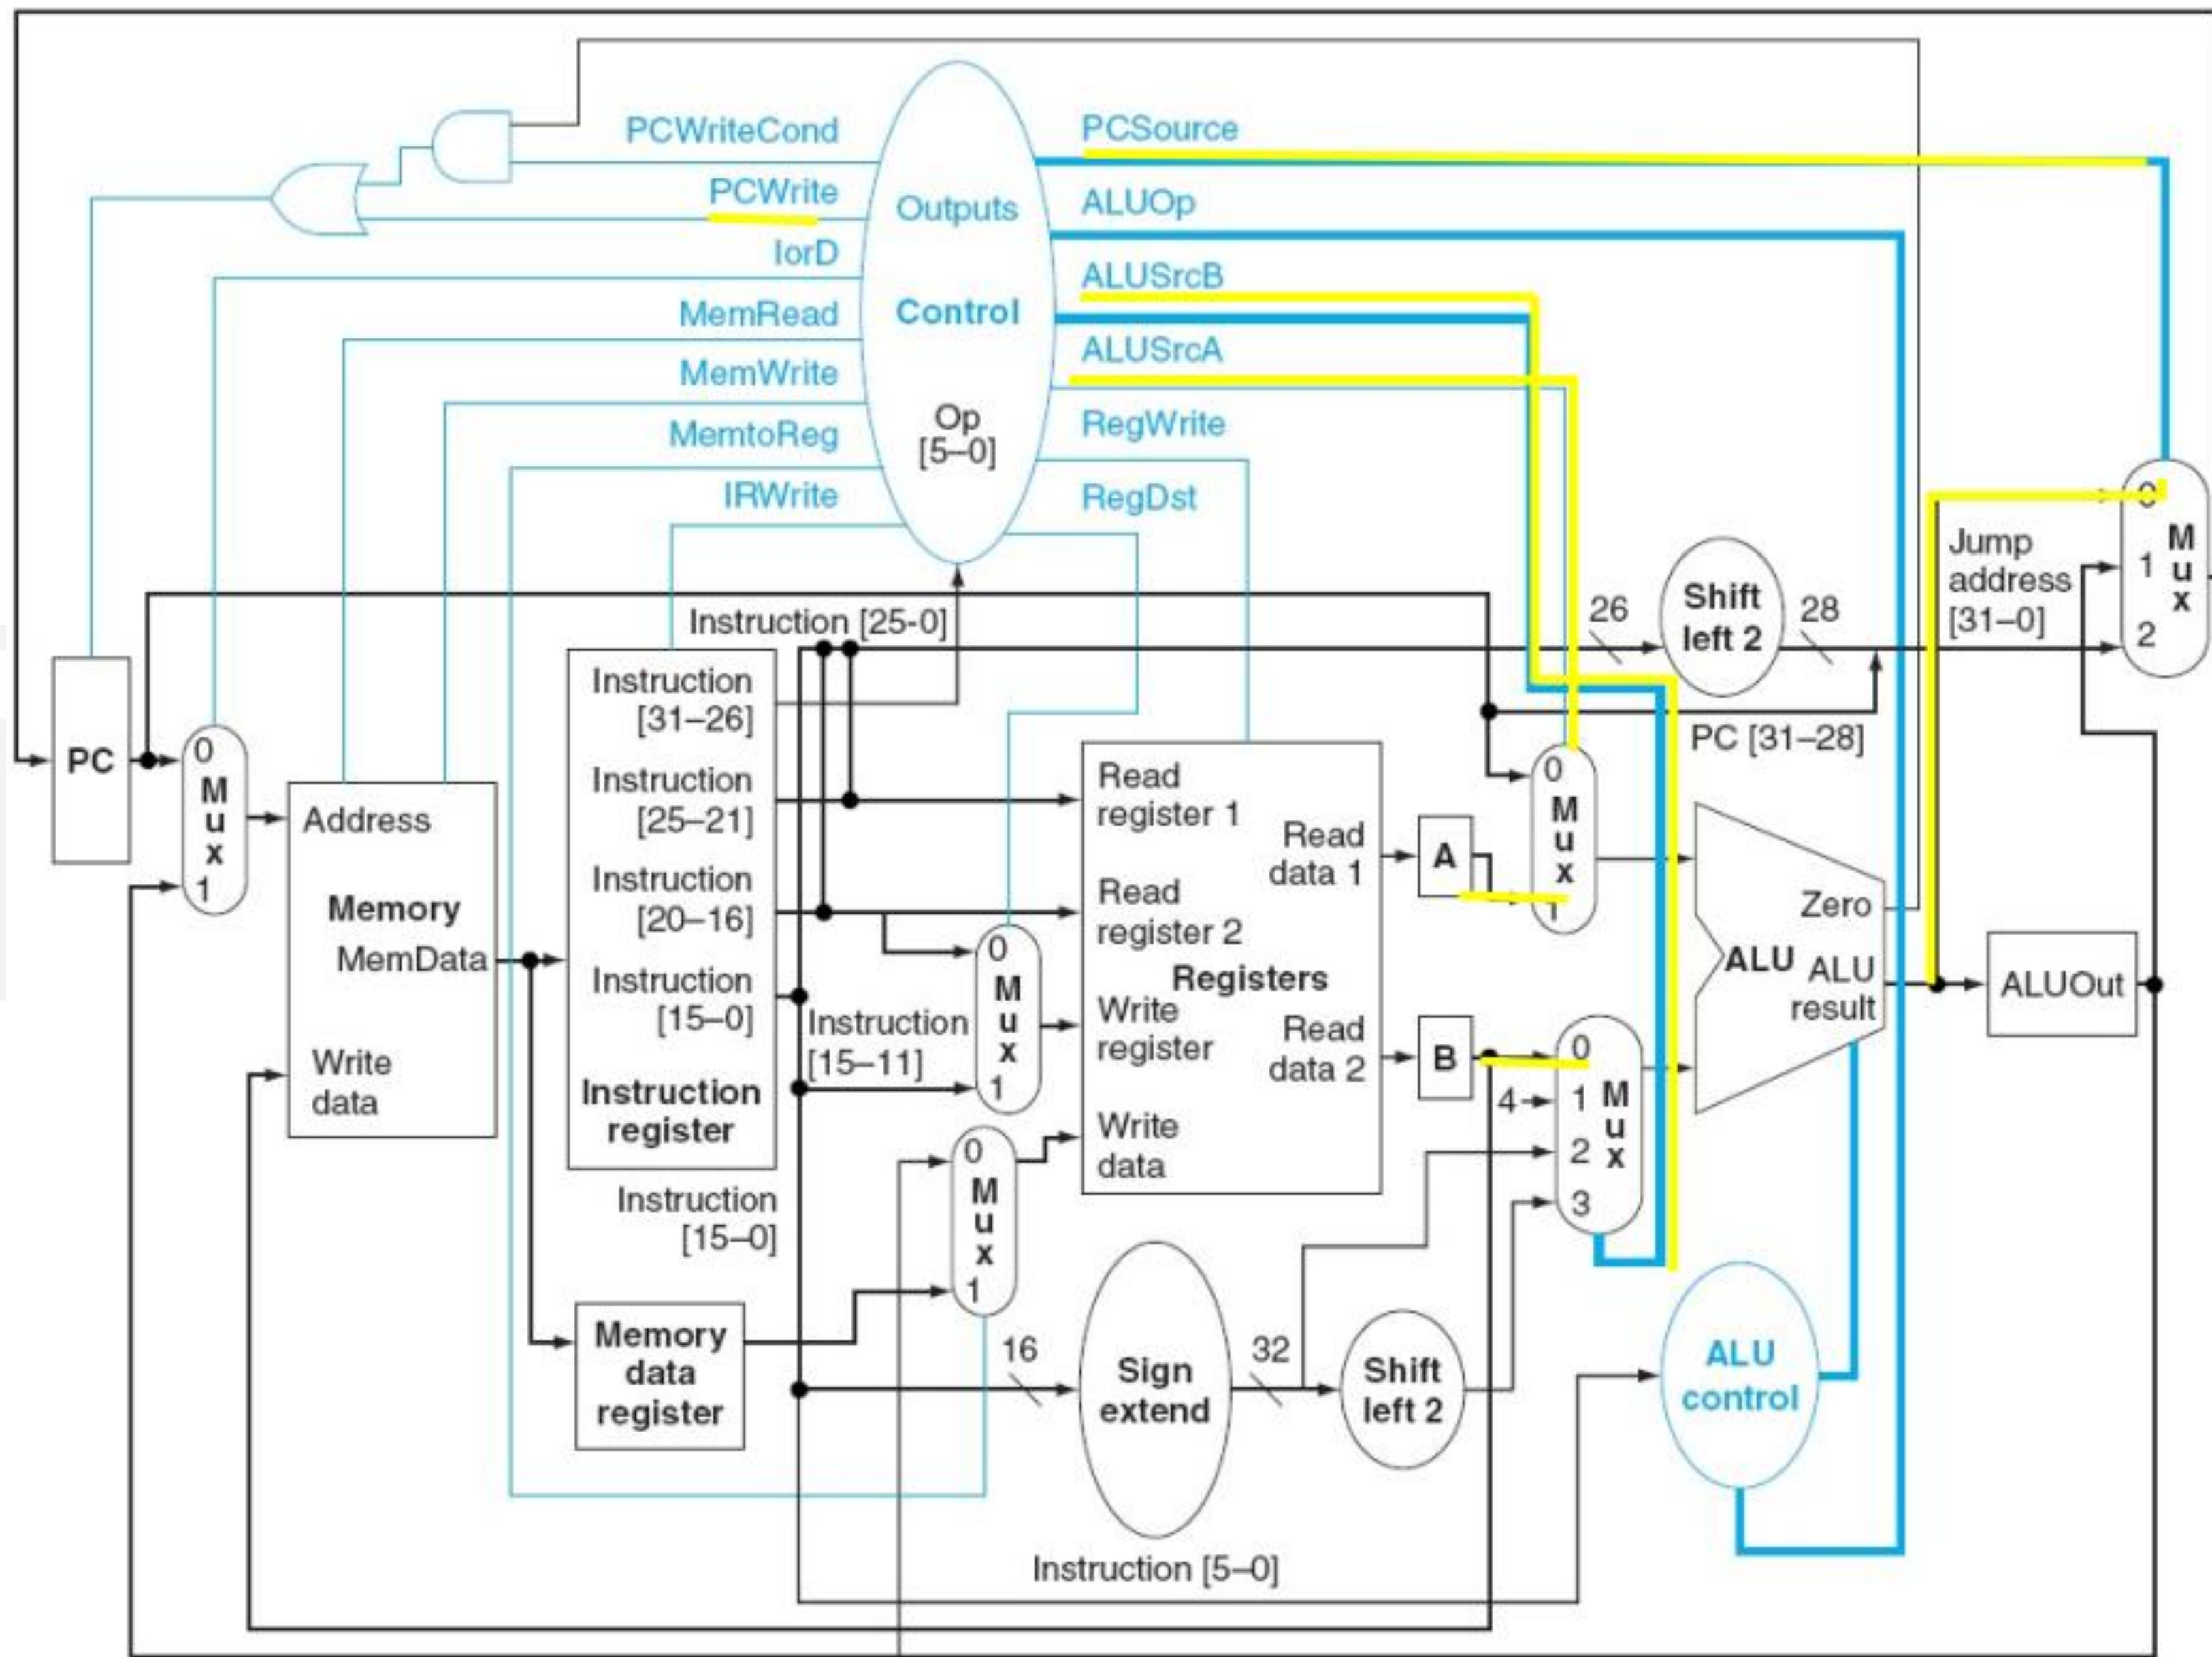 PCWriteCond
PCWrite
IorD
MemRead
MemWrite
MemtoReg
IRWrite
Outputs
Control
Op
[5–0]
PCSource
ALUOp
ALUSrcB
ALUSrcA
RegWrite
RegDst
PC
0
M
u
x
1
Address
Memory
MemData
Write
data
Instruction [25-0]
Instruction
[31–26]
Instruction
[25–21]
Instruction
[20–16]
Instruction
[15–0]
Instruction
register
Instruction
[15–0]
Memory
data
register
Instruction
[15–11]
0
M
u
x
1
0
M
u
x
1
Read
register 1
Read
register 2
Registers
Write
register
Write
data
Read
data 1
Read
data 2
16
Sign
extend
32
Shift
left 2
A
B
4
0
M
u
x
1
0
1
2
3
M
u
x
26
Shift
left 2
28
PC [31–28]
Jump
address
[31–0]
0
1
2
M
u
x
Zero
ALU
ALU
result
ALUOut
ALU
control
Instruction [5–0]